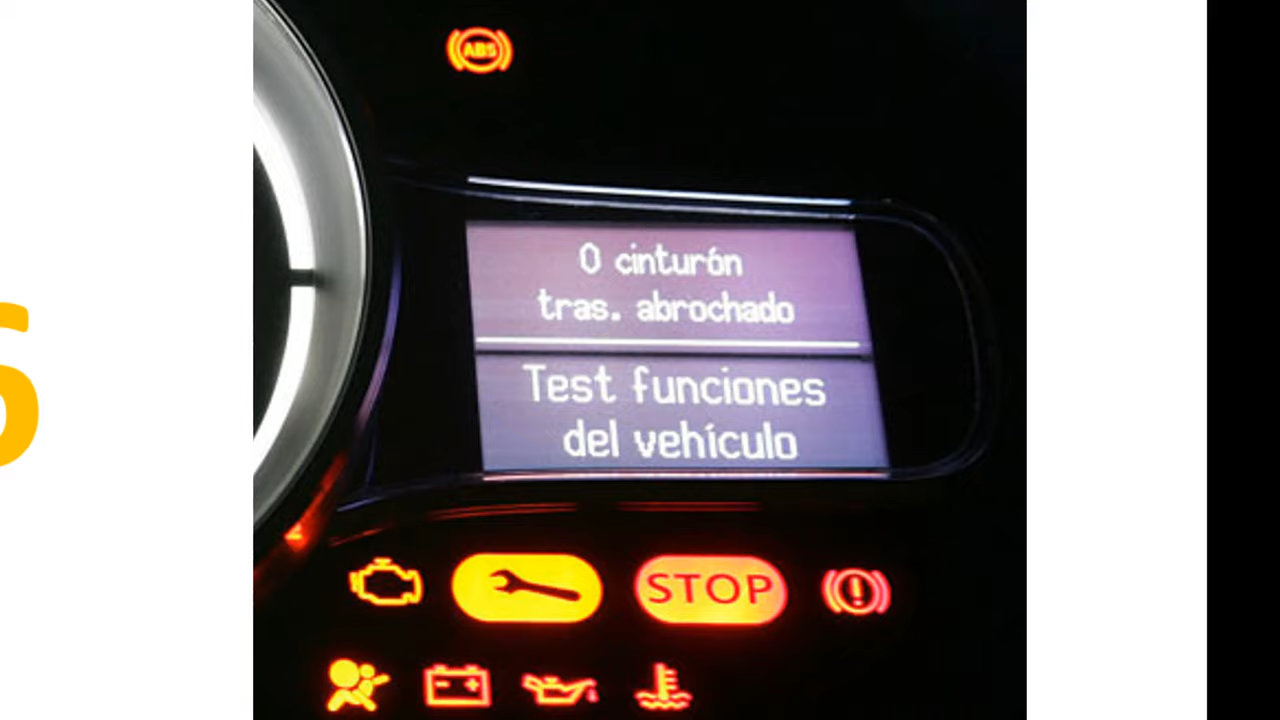 ABS
0 cinturón
tras. abrochado
Test funciones
del vehículo
STOP